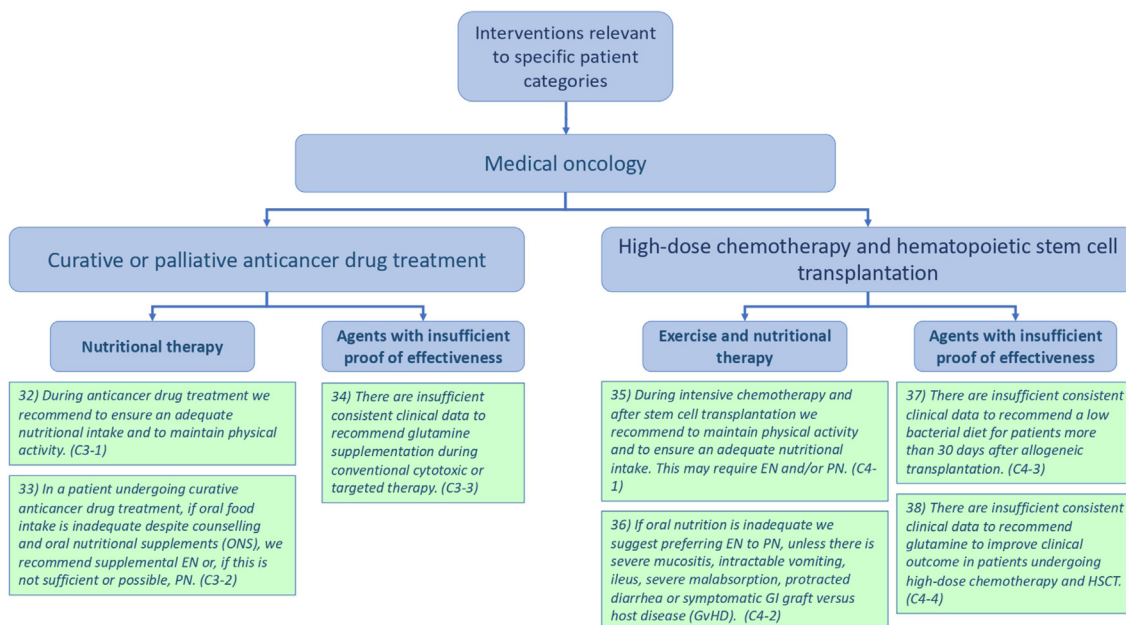 Interventions relevant
to specific patient
categories
Medical oncology
Curative or palliative anticancer drug treatment
High-dose chemotherapy and hematopoietic stem cell
transplantation
Nutritional therapy
Agents with insufficient
proof of effectiveness
Exercise and nutritional
therapy
Agents with insufficient
proof of effectiveness
32) During anticancer drug treatment we
recommend to ensure an adequate
nutritional intake and to maintain physical
activity. (C3-1)
33) In a patient undergoing curative
anticancer drug treatment, if oral food
intake is inadequate despite counselling
and oral nutritional supplements (ONS), we
recommend supplemental EN or, if this is
not sufficient or possible, PN. (C3-2)
34) There are insufficient
consistent clinical data to
recommend glutamine
supplementation during
conventional cytotoxic or
targeted therapy. (C3-3)
35) During intensive chemotherapy and
after stem cell transplantation we
recommend to maintain physical activity
and to ensure an adequate nutritional
intake. This may require EN and/or PN. (C4-
1)
36) If oral nutrition is inadequate we
suggest preferring EN to PN, unless there is
severe mucositis, intractable vomiting,
ileus, severe malabsorption, protracted
diarrhea or symptomatic GI graft versus
host disease (GvHD). (C4-2)
37) There are insufficient consistent
clinical data to recommend a low
bacterial diet for patients more
than 30 days after allogeneic
transplantation. (C4-3)
38) There are insufficient consistent
clinical data to recommend
glutamine to improve clinical
outcome in patients undergoing
high-dose chemotherapy and HSCT.
(C4-4)